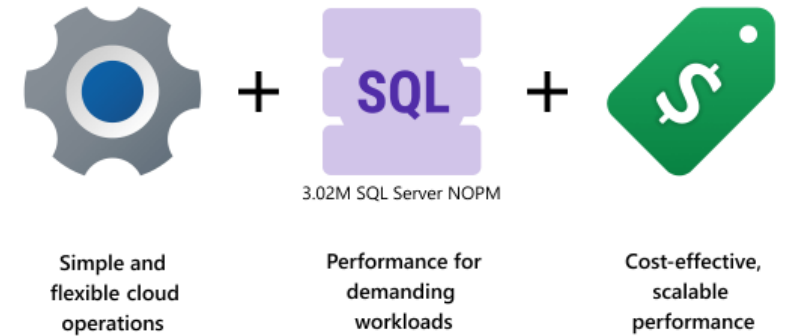 SQL
$
3.02M SQL Server NOPM
Simple and
flexible cloud
operations
Performance for
demanding
workloads
Cost-effective,
scalable
performance